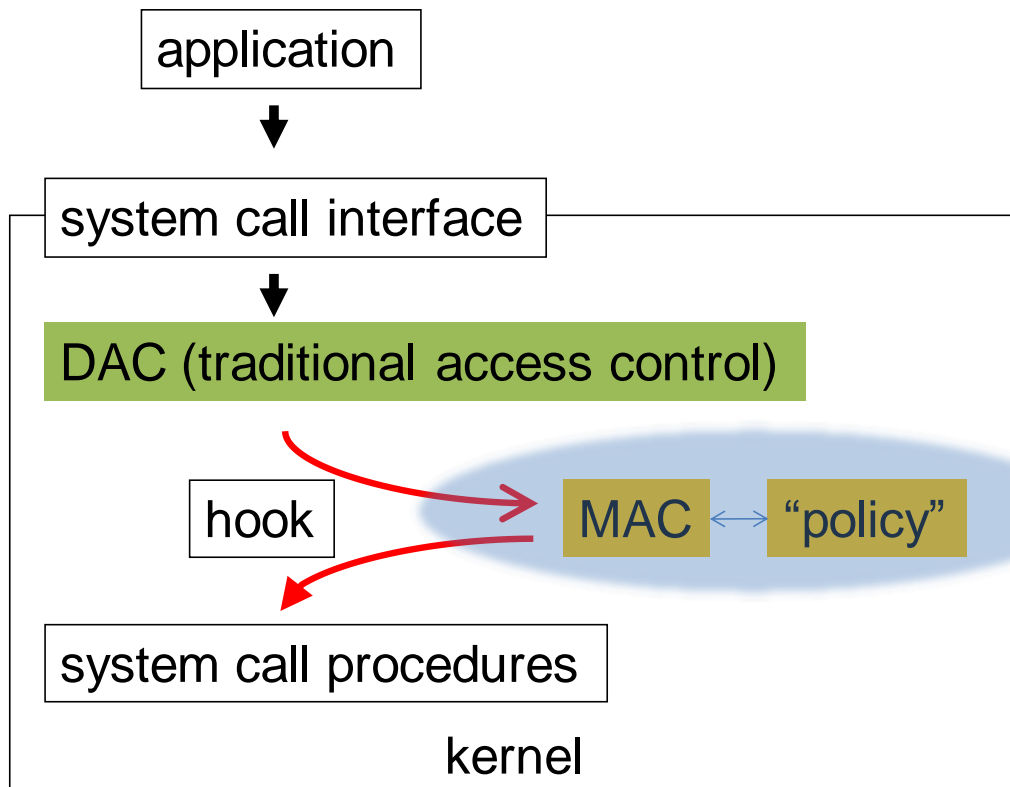 application
system call interface
DAC (traditional access control)
hook
MAC
“policy”
system call procedures
kernel